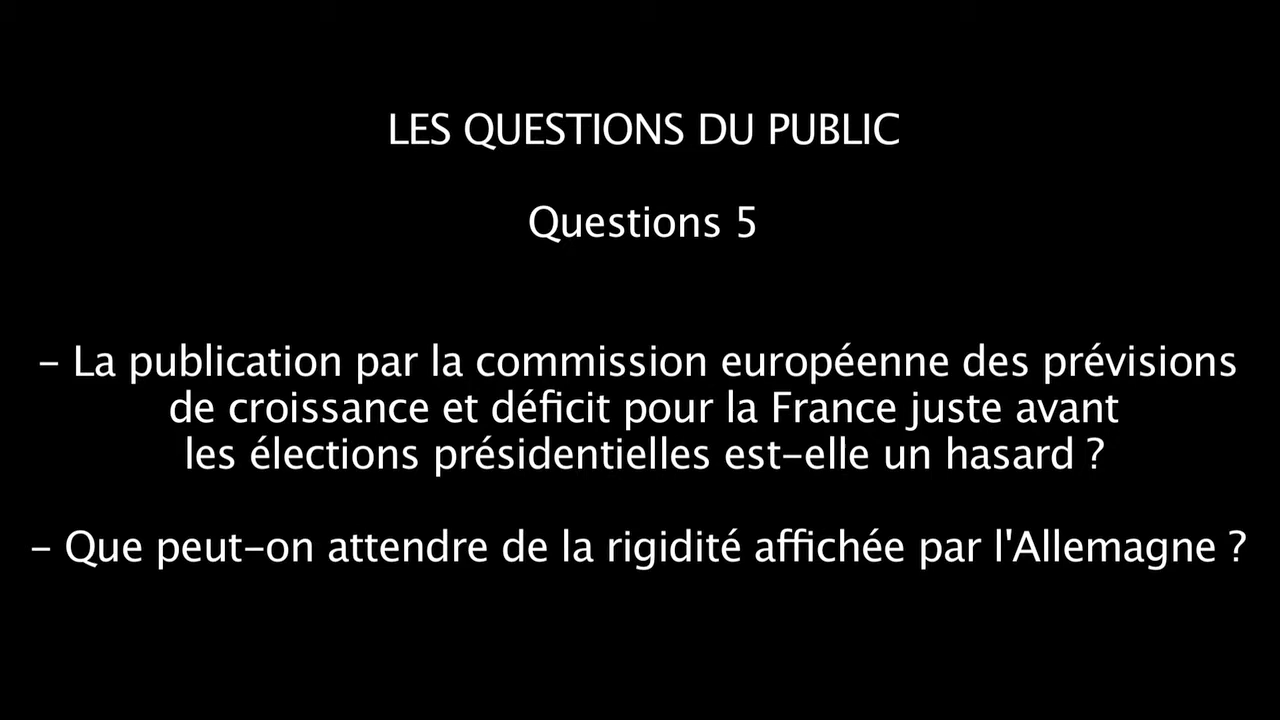 LES QUESTIONS DU PUBLIC
Questions 5
- La publication par la commission européenne des prévisions
de croissance et déficit pour la France juste avant
les élections présidentielles est-elle un hasard ?
- Que peut-on attendre de la rigidité affichée par l'Allemagne ?